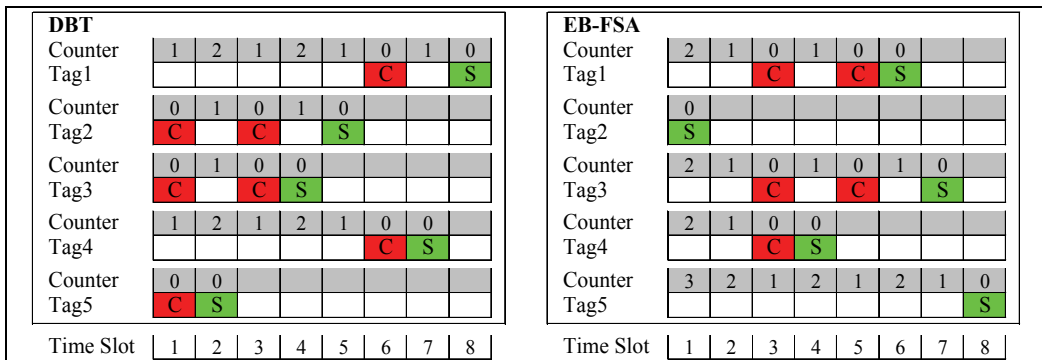 DBT
Counter 1 2 1 2 1 0 1 0
Tag1 C S
Counter 0 1 0 1 0
Tag2 C C S
Counter 0 1 0 0
Tag3 C C S
Counter 1 2 1 2 1 0 0
Tag4 C S
Counter 0 0
Tag5 C S
Time Slot 1 2 3 4 5 6 7 8
EB-FSA
Counter 2 1 0 1 0 0
Tag1 C C S
Counter 0
Tag2 S
Counter 2 1 0 1 0 1 0
Tag3 C C S
Counter 2 1 0 0
Tag4 C S
Counter 3 2 1 2 1 2 1 0
Tag5 S
Time Slot 1 2 3 4 5 6 7 8